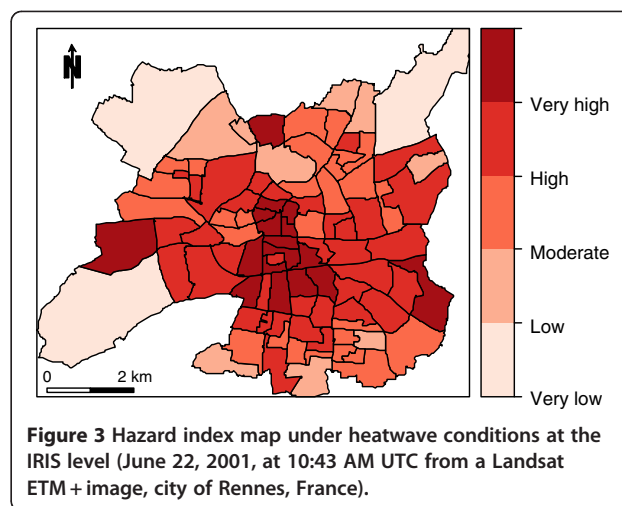 N
Very high
High
Moderate
Low
Very low
0 2 km
Figure 3 Hazard index map under heatwave conditions at the
IRIS level (June 22, 2001, at 10:43 AM UTC from a Landsat
ETM + image, city of Rennes, France).